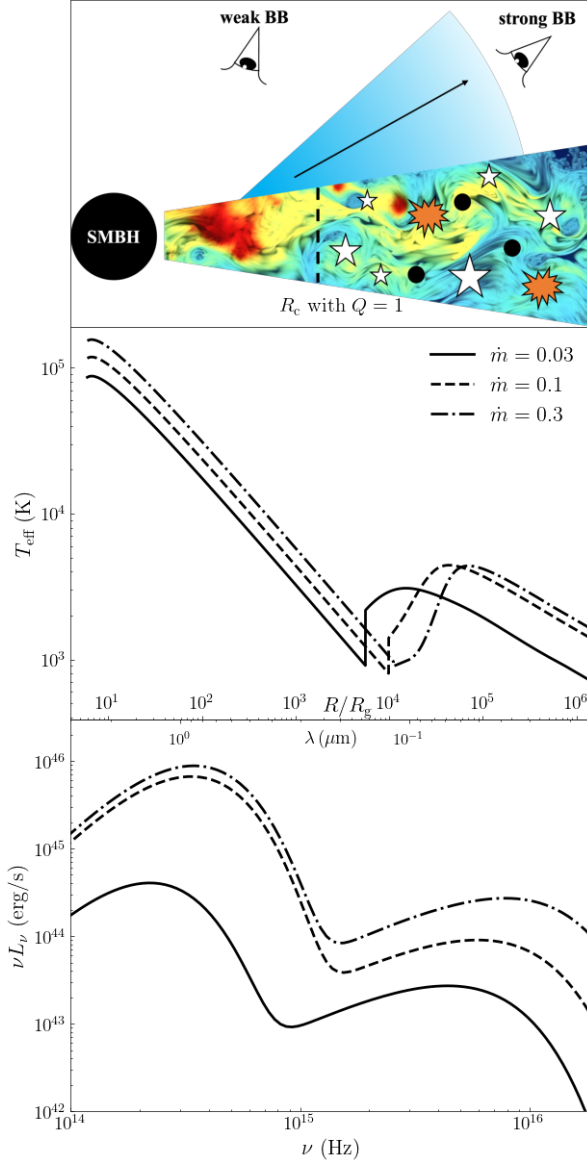 weak BB
strong BB
SMBH
R_c with Q = 1
10^5
10^4
10^3
T_eff (K)
ṁ = 0.03
ṁ = 0.1
ṁ = 0.3
10^1 10^2 10^3 R/R_g 10^4 10^5 10^6
10^0 λ (μm) 10^-1
10^46
10^45
10^44
10^43
10^42
νL_ν (erg/s)
10^14 10^15 10^16
ν (Hz)